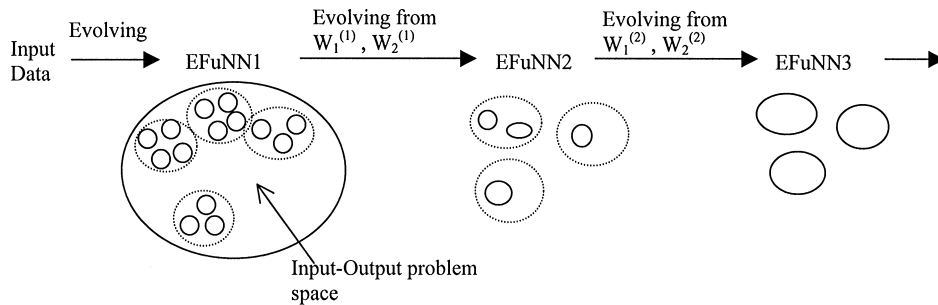 Input
Data
Evolving
EFuNN1
Evolving from
W₁⁽¹⁾ , W₂⁽¹⁾
EFuNN2
Evolving from
W₁⁽²⁾ , W₂⁽²⁾
EFuNN3
Input-Output problem
space